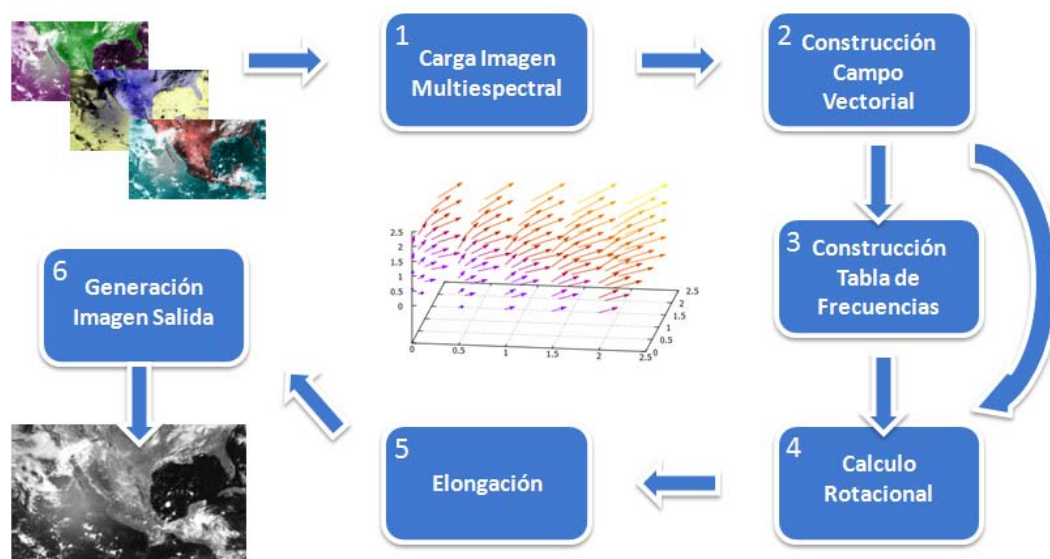 1
Carga Imagen
Multiespectral
2
Construcción
Campo
Vectorial
3
Construcción
Tabla de
Frecuencias
4
Calculo
Rotacional
5
Elongación
6
Generación
Imagen Salida
2.5
2
1.5
1
0.5
0
0
0.5
1
1.5
2
2.5
0
0.5
1
1.5
2
2.5